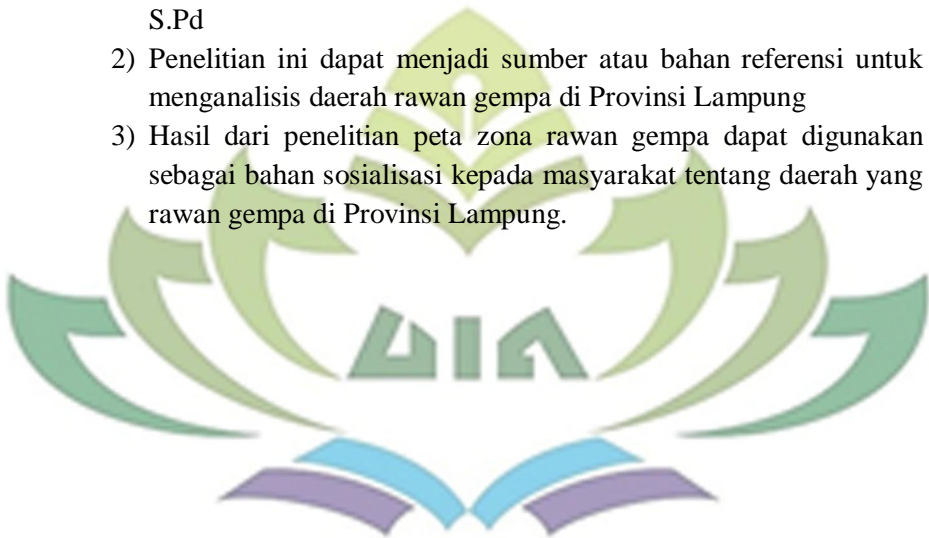 S.Pd
2) Penelitian ini dapat menjadi sumber atau bahan referensi untuk
menganalisis daerah rawan gempa di Provinsi Lampung
3) Hasil dari penelitian peta zona rawan gempa dapat digunakan
sebagai bahan sosialisasi kepada masyarakat tentang daerah yang
rawan gempa di Provinsi Lampung.
UIN